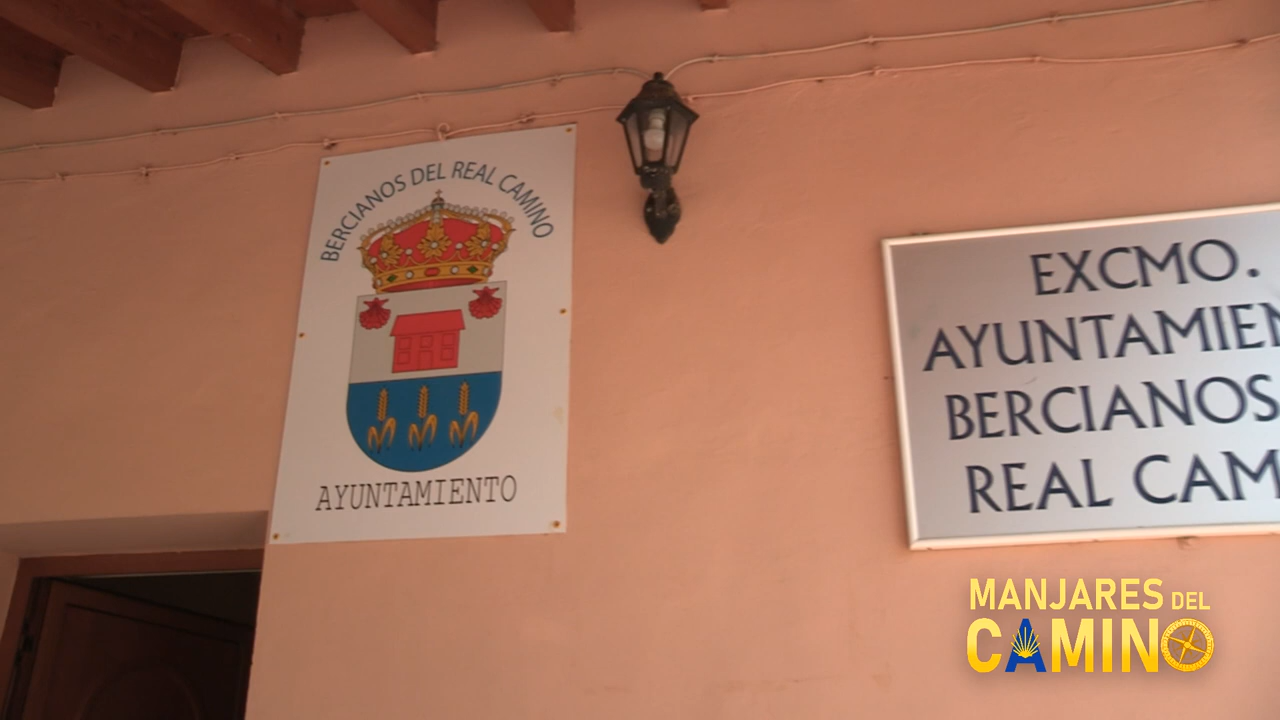 BERCIANOS DEL REAL CAMINO
AYUNTAMIENTO
EXCMO.
AYUNTAMIEN
BERCIANOS
REAL CAM
MANJARES DEL
CAMINO